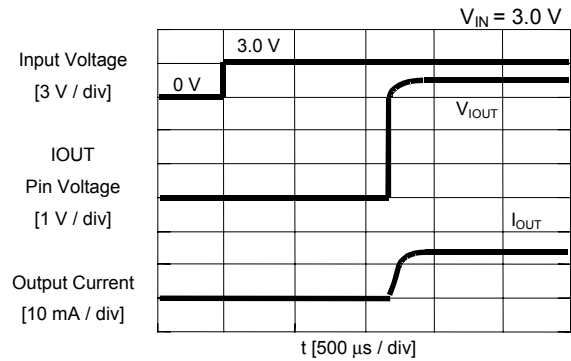 V_IN = 3.0 V
Input Voltage
[3 V / div]
3.0 V
0 V
V_IOUT
IOUT
Pin Voltage
[1 V / div]
I_OUT
Output Current
[10 mA / div]
t [500 μs / div]